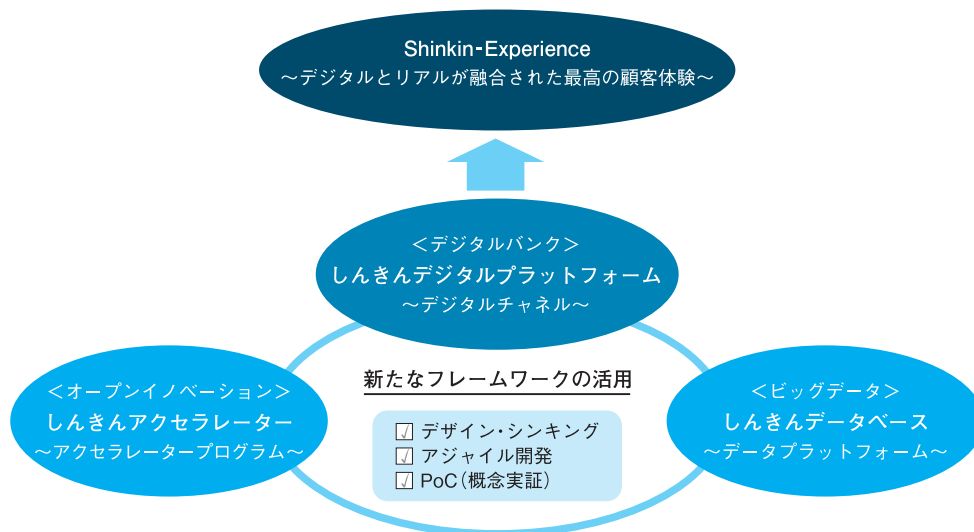 Shinkin-Experience
～デジタルとリアルが融合された最高の顧客体験～
＜デジタルバンク＞
しんきんデジタルプラットフォーム
～デジタルチャネル～
＜オープンイノベーション＞
しんきんアクセラレーター
～アクセラレータープログラム～
新たなフレームワークの活用
☑ デザイン・シンキング
☑ アジャイル開発
☑ PoC（概念実証）
＜ビッグデータ＞
しんきんデータベース
～データプラットフォーム～